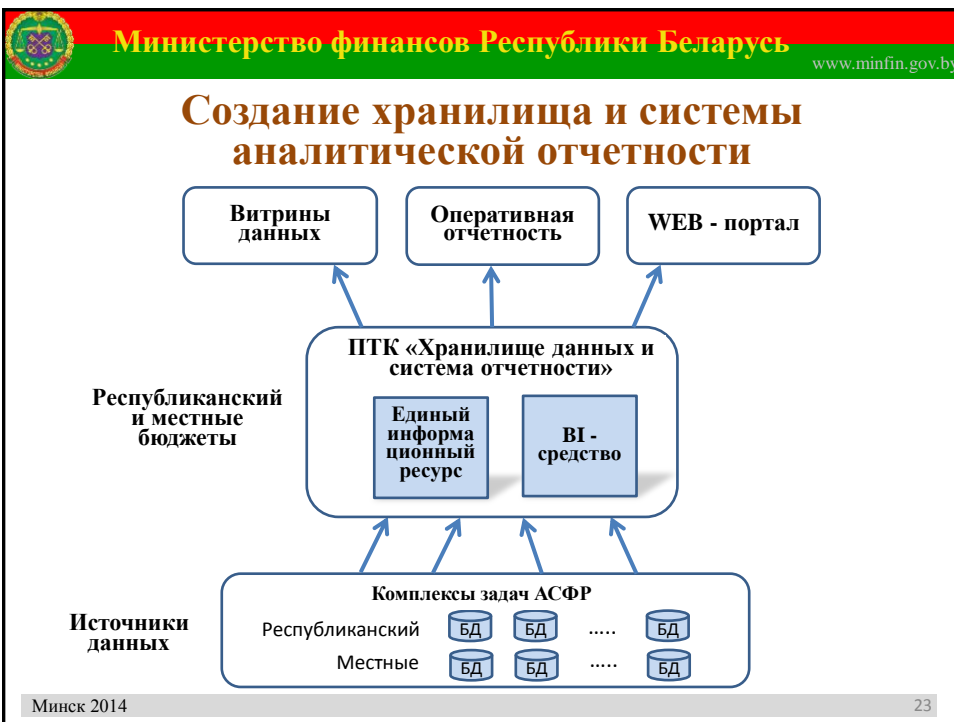 Министерство финансов Республики Беларусь
www.minfin.gov.by
Создание хранилища и системы
аналитической отчетности
Витрины
данных
Оперативная
отчетность
WEB - портал
ПТК «Хранилище данных и
система отчетности»
Республиканский
и местные
бюджеты
Единый
информа
ционный
ресурс
BI -
средство
Комплексы задач АСФР
Источники
данных
Республиканский БД БД ..... БД
Местные БД БД ..... БД
Минск 2014
23